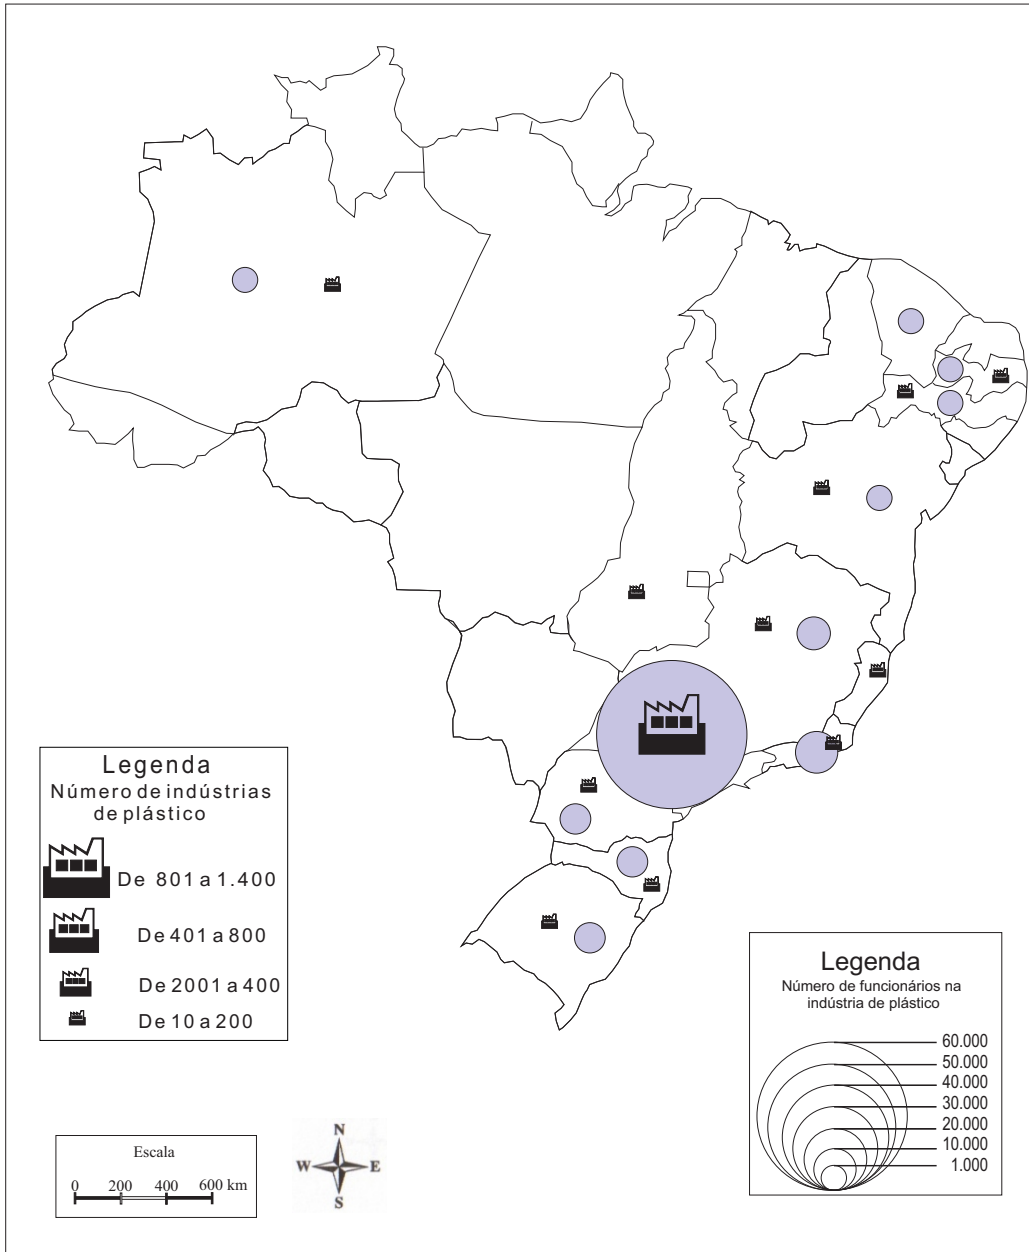 Legenda
Número de indústrias
de plástico
De 801 a 1.400
De 401 a 800
De 2001 a 400
De 10 a 200
Legenda
Número de funcionários na
indústria de plástico
60.000
50.000
40.000
30.000
20.000
10.000
1.000
Escala
0 200 400 600 km
N
W E
S